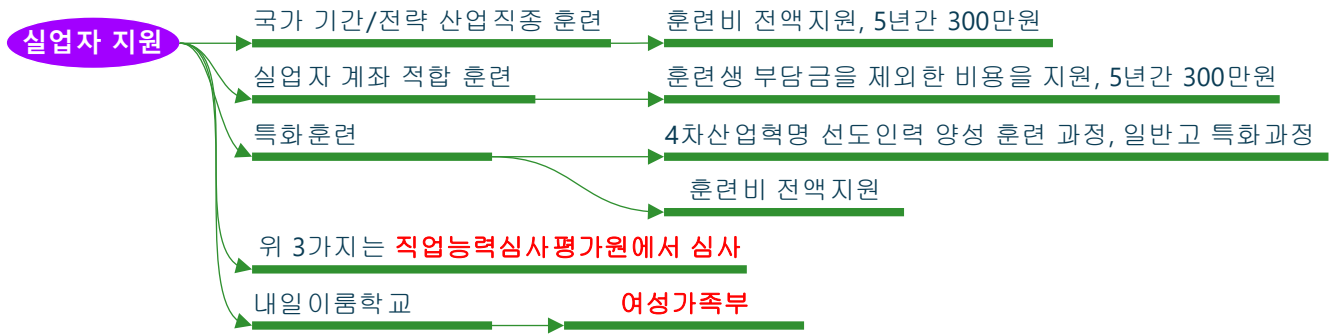 실업자 지원
국가 기간/전략 산업직종 훈련
훈련비 전액지원, 5년간 300만원
실업자 계좌 적합 훈련
훈련생 부담금을 제외한 비용을 지원, 5년간 300만원
특화훈련
4차산업혁명 선도인력 양성 훈련 과정, 일반고 특화과정
훈련비 전액지원
위 3가지는 직업능력심사평가원에서 심사
내일이룸학교
여성가족부